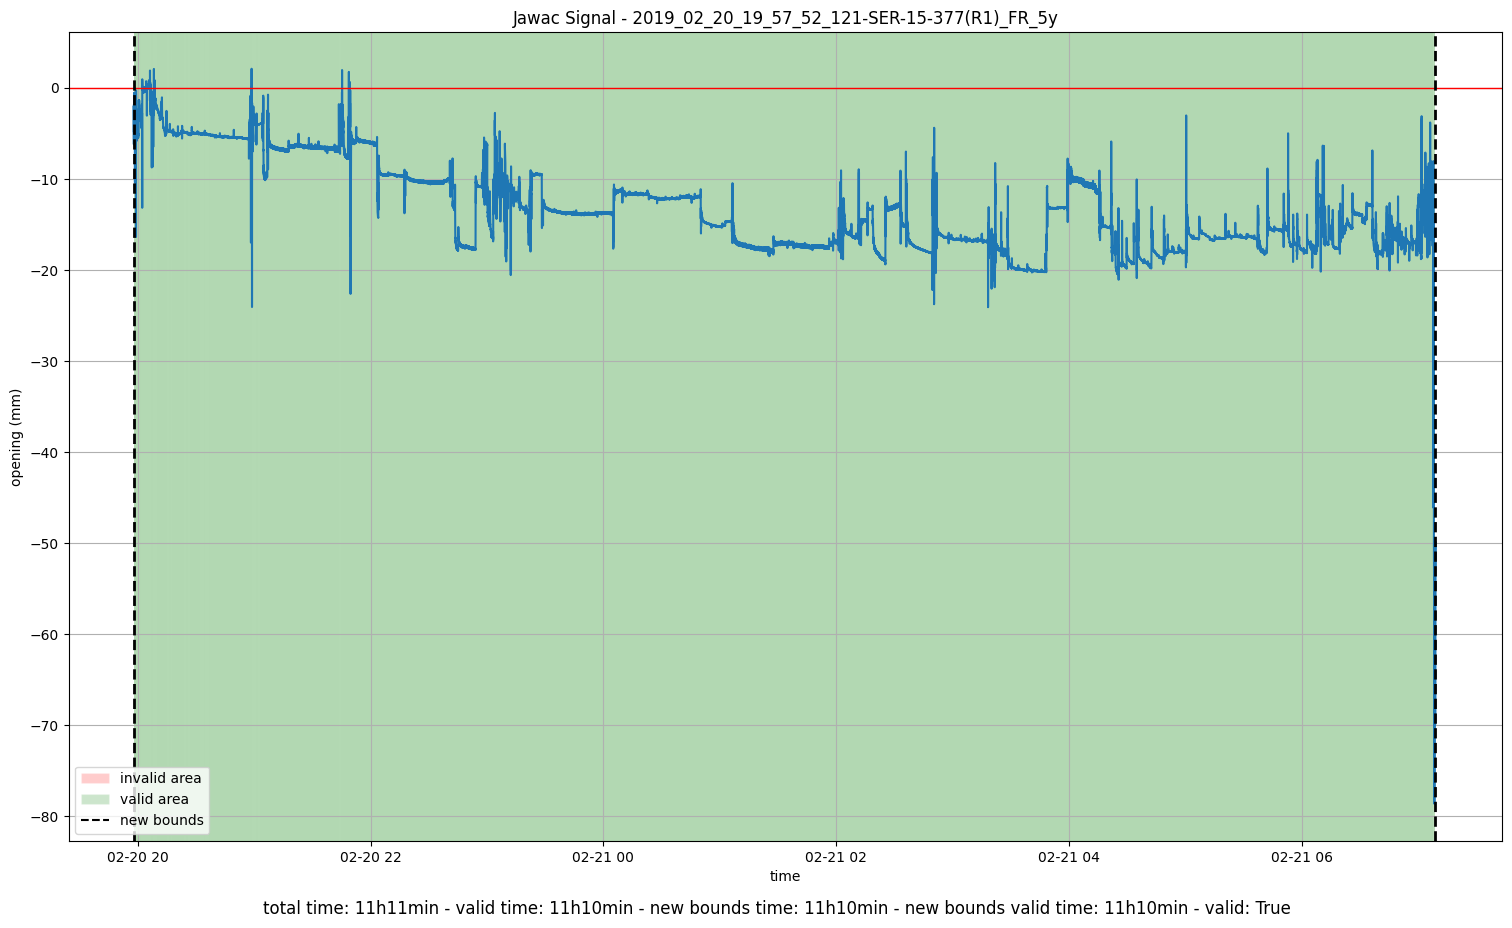 Jawac Signal - 2019_02_20_19_57_52_121-SER-15-377(R1)_FR_5y
0
−10
−20
−30
−40
−50
−60
−70
−80
opening (mm)
invalid area
valid area
new bounds
02-20 20
02-20 22
02-21 00
02-21 02
02-21 04
02-21 06
time
total time: 11h11min - valid time: 11h10min - new bounds time: 11h10min - new bounds valid time: 11h10min - valid: True